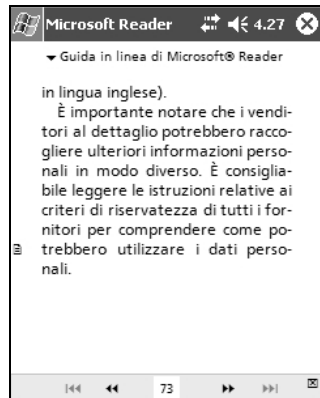 Microsoft Reader 4.27
Guida in linea di Microsoft® Reader
in lingua inglese).
È importante notare che i vendi-
tori al dettaglio potrebbero racco-
gliere ulteriori informazioni perso-
nali in modo diverso. È consiglia-
bile leggere le istruzioni relative ai
criteri di riservatezza di tutti i for-
nitori per comprendere come po-
trebbero utilizzare i dati perso-
nali.
73